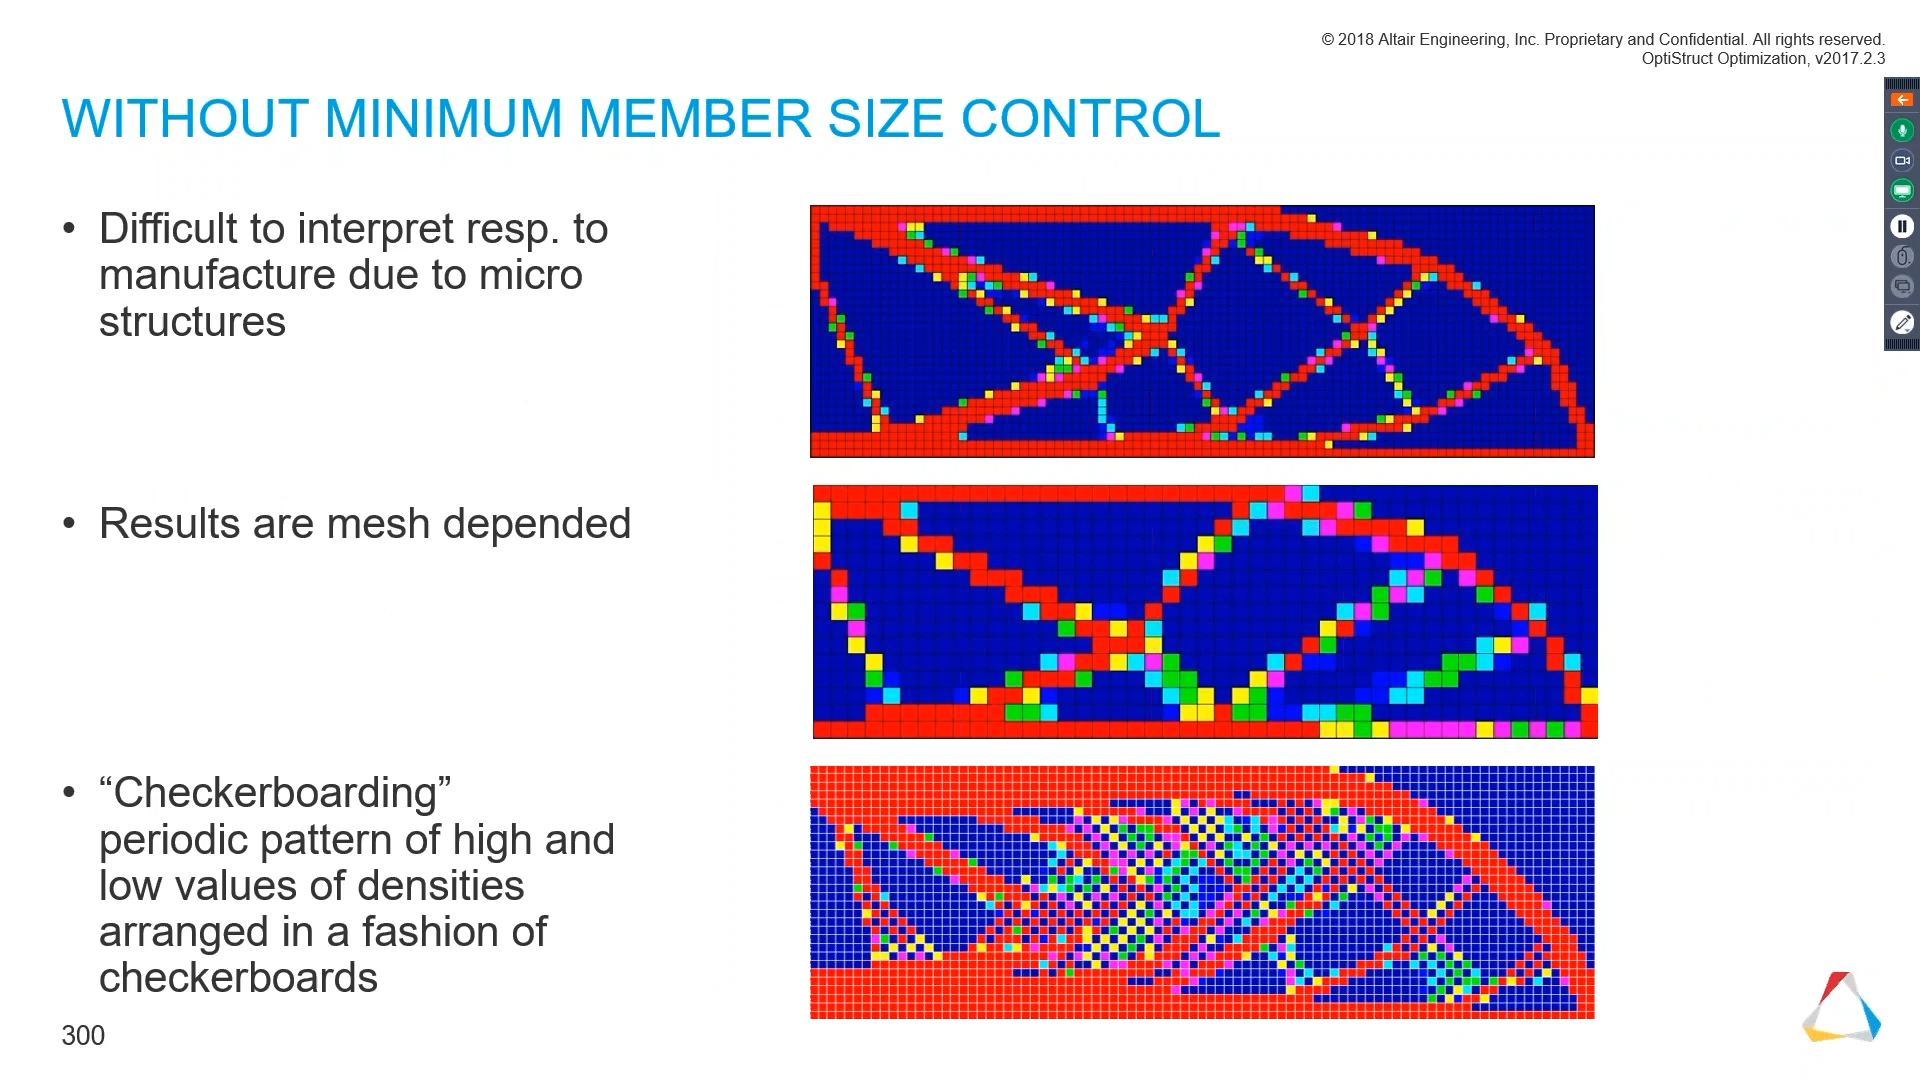 © 2018 Altair Engineering, Inc. Proprietary and Confidential. All rights reserved.
OptiStruct Optimization, v2017.2.3
WITHOUT MINIMUM MEMBER SIZE CONTROL
• Difficult to interpret resp. to
manufacture due to micro
structures
• Results are mesh depended
• “Checkerboarding”
periodic pattern of high and
low values of densities
arranged in a fashion of
checkerboards
300